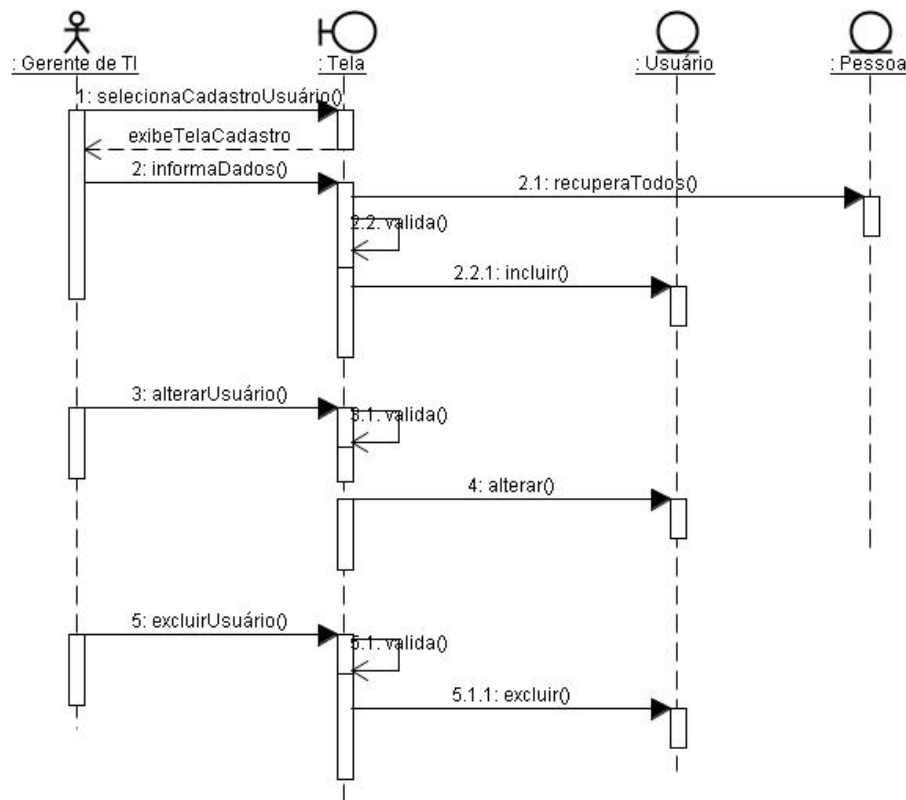 : Gerente de TI
: Tela
: Usuário
: Pessoa
1: selecionaCadastroUsuário()
exibeTelaCadastro
2: informaDados()
2.1: recuperaTodos()
2.2: valida()
2.2.1: incluir()
3: alterarUsuário()
3.1: valida()
4: alterar()
5: excluirUsuário()
5.1: valida()
5.1.1: excluir()